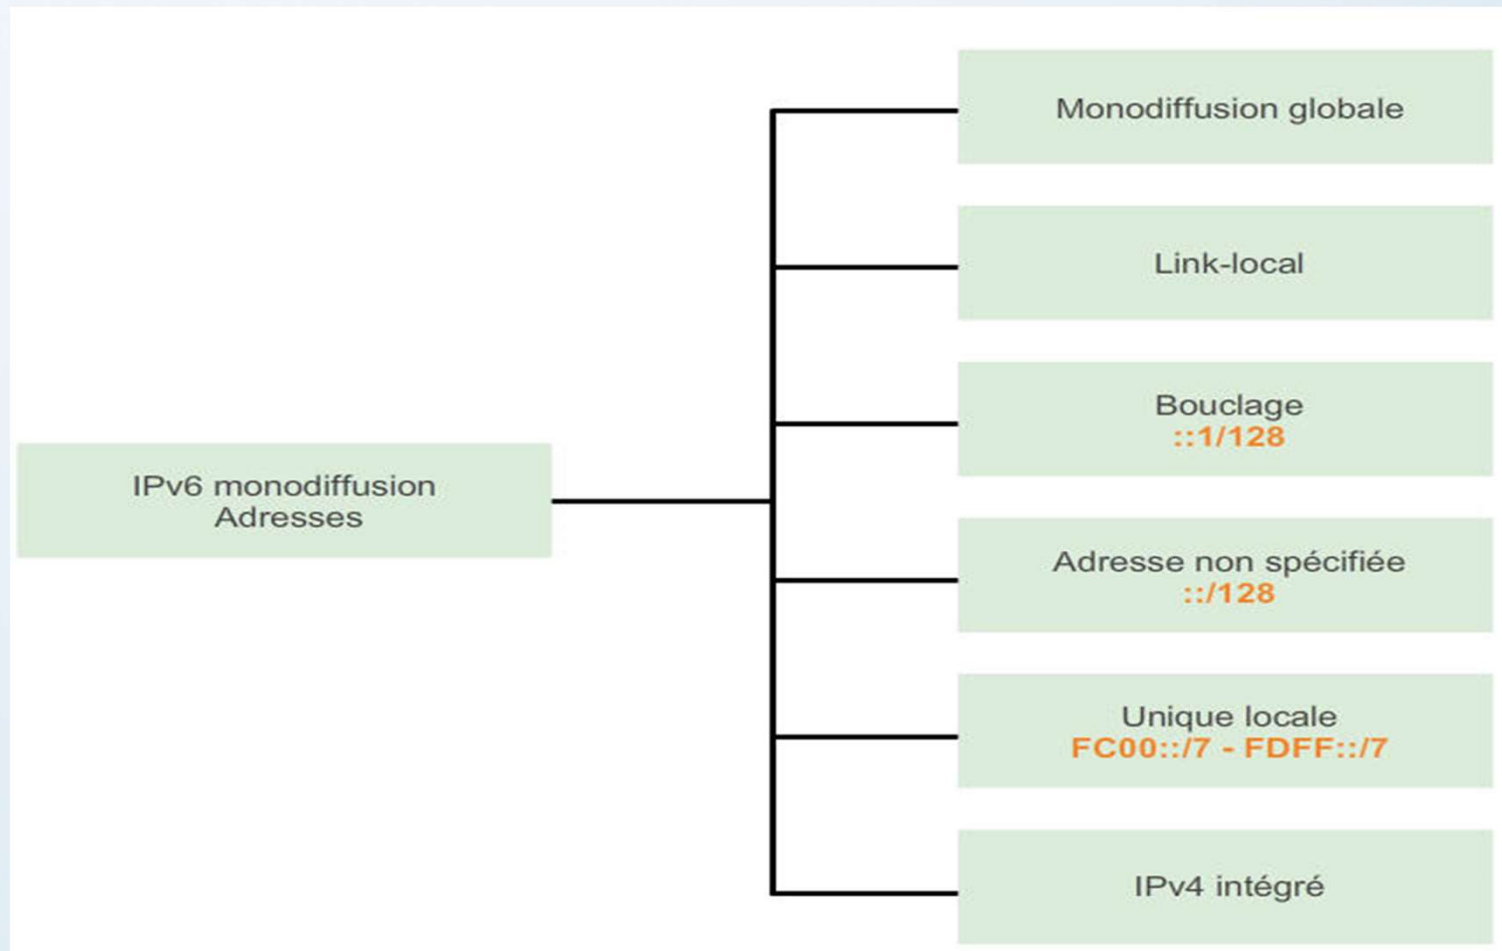 Monodiffusion globale
Link-local
Bouclage
::1/128
IPv6 monodiffusion
Adresses
Adresse non spécifiée
::/128
Unique locale
FC00::/7 - FDFF::/7
IPv4 intégré